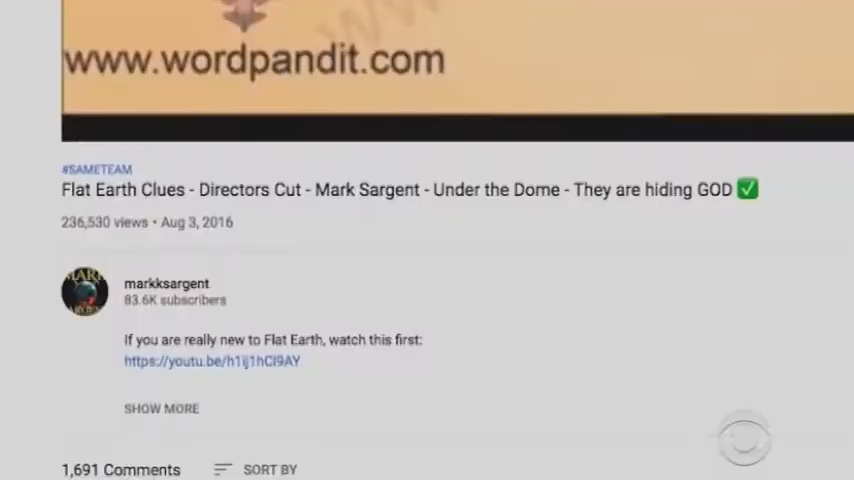 www.wordpandit.com
#SAMETEAM
Flat Earth Clues - Directors Cut - Mark Sargent - Under the Dome - They are hiding GOD ✅
236,530 views • Aug 3, 2016
markksargent
83.6K subscribers
If you are really new to Flat Earth, watch this first:
https://youtu.be/h1Ij1hCI9AY
SHOW MORE
1,691 Comments SORT BY